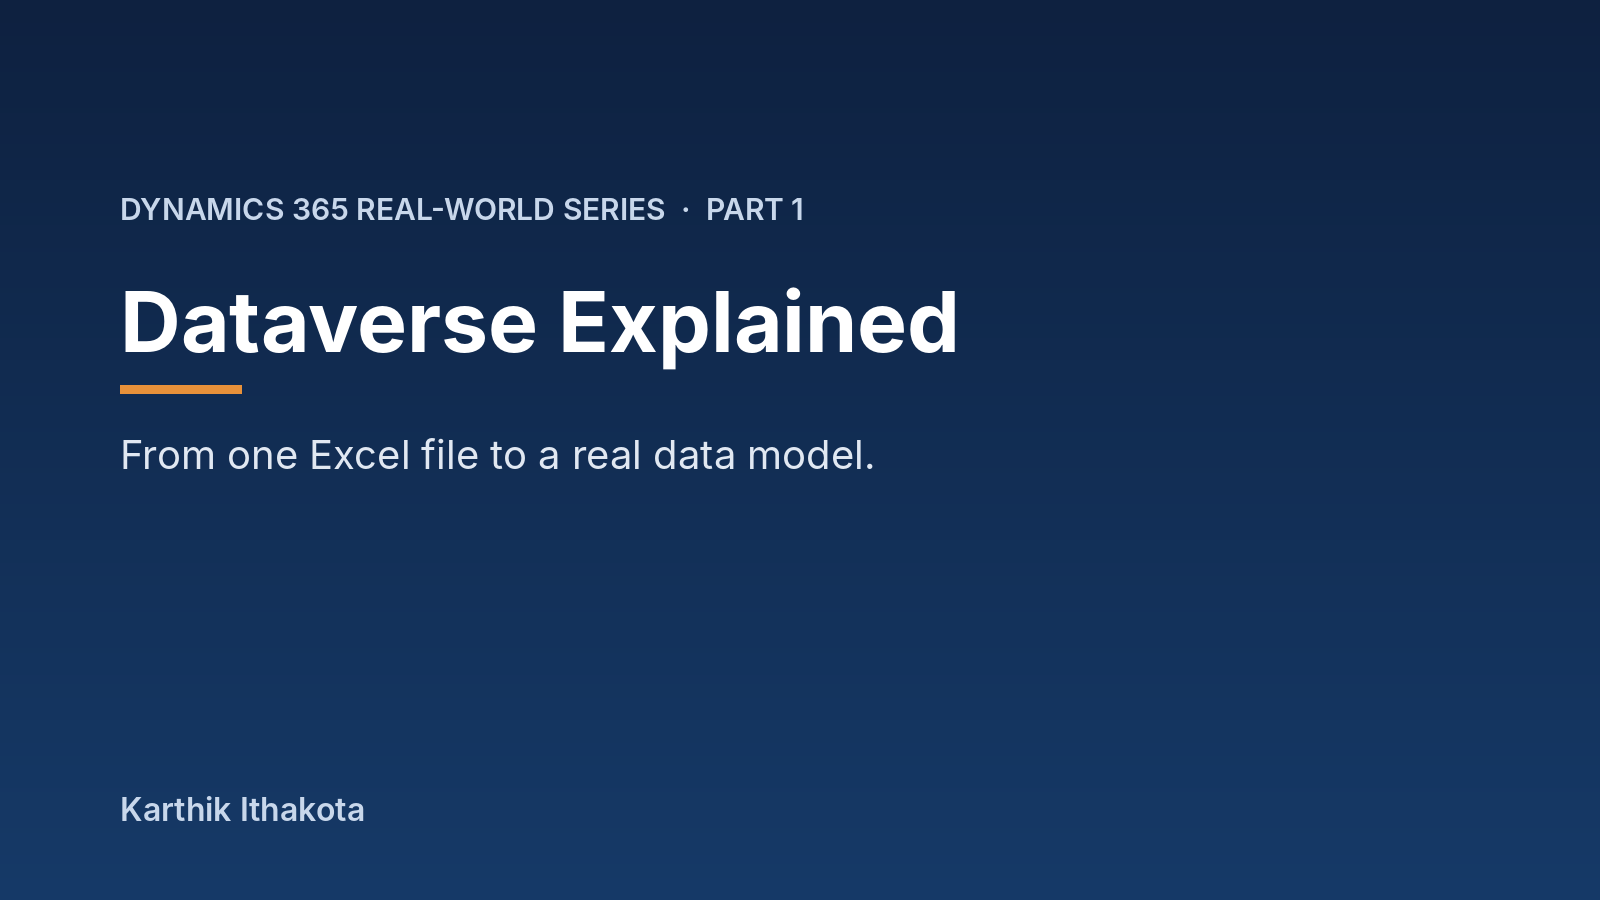 DYNAMICS 365 REAL-WORLD SERIES · PART 1
Dataverse Explained
From one Excel file to a real data model.
Karthik Ithakota